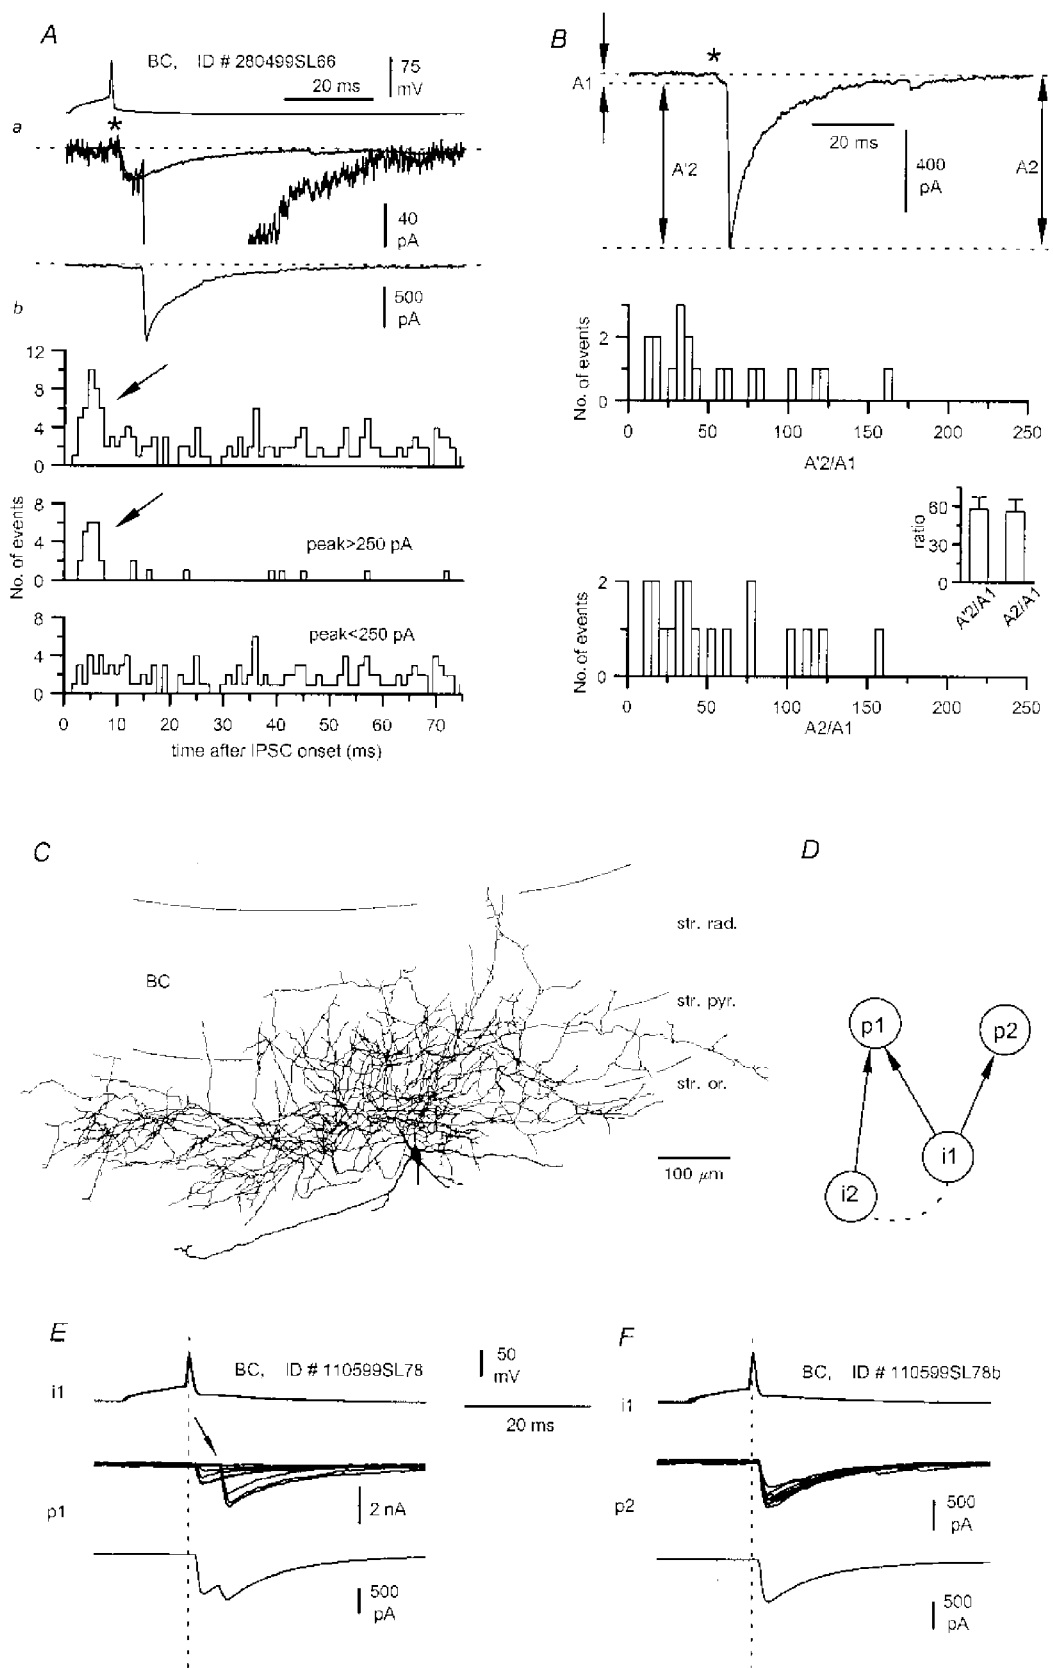 A
BC, ID # 280499SL66
75
mV
20 ms
*
a
40
pA
b
500
pA
12
8
4
0
8
4
0
peak>250 pA
8
4
0
peak<250 pA
No. of events
0 10 20 30 40 50 60 70
time after IPSC onset (ms)
B
*
A1
20 ms
A'2
400
pA
A2
No. of events
2
0
0 50 100 150 200 250
A'2/A1
ratio
60
30
0
A'2/A1
A2/A1
No. of events
2
1
0
0 50 100 150 200 250
A2/A1
C
BC
str. rad.
str. pyr.
str. or.
100 µm
D
p1
p2
i1
i2
E
BC, ID # 110599SL78
i1
50
mV
20 ms
p1
2 nA
500
pA
F
BC, ID # 110599SL78b
i1
p2
500
pA
500
pA